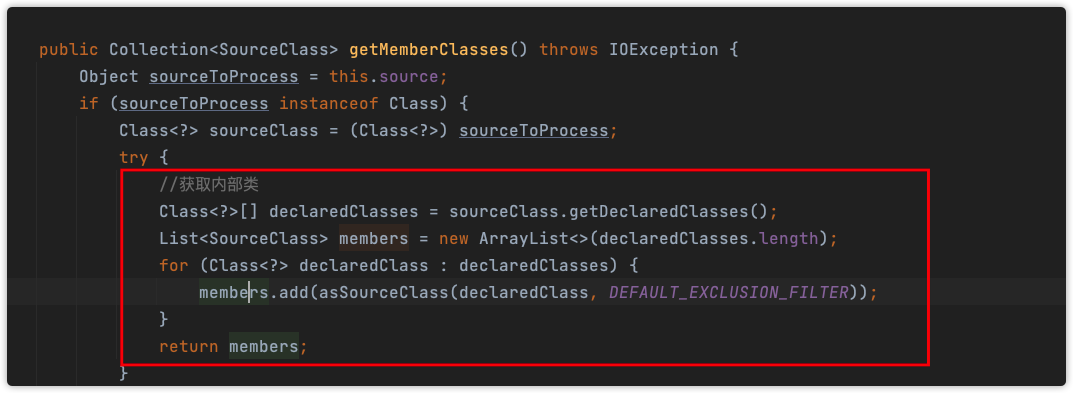 public Collection<SourceClass> getMemberClasses() throws IOException {
Object sourceToProcess = this.source;
if (sourceToProcess instanceof Class) {
Class<?> sourceClass = (Class<?>) sourceToProcess;
try {
//获取内部类
Class<?>[] declaredClasses = sourceClass.getDeclaredClasses();
List<SourceClass> members = new ArrayList<>(declaredClasses.length);
for (Class<?> declaredClass : declaredClasses) {
members.add(asSourceClass(declaredClass, DEFAULT_EXCLUSION_FILTER));
}
return members;
}